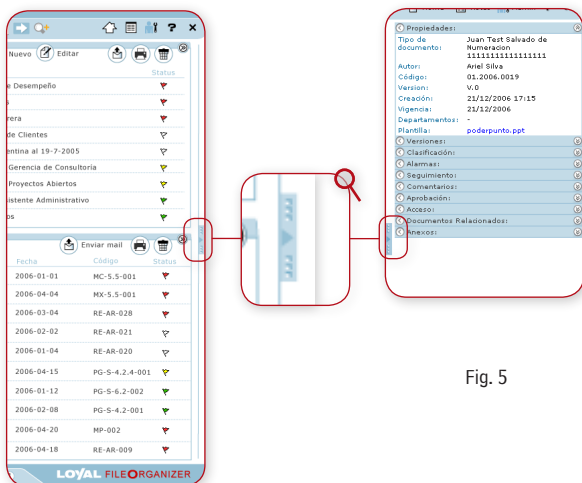 Nuevo Editar
Status
Desempeño
rera
de Clientes
entina al 19-7-2005
Gerencia de Consultoria
Proyectos Abiertos
sistente Administrativo
os
Enviar mail
Fecha Código Status
2006-01-01 MC-5.5-001
2006-04-04 MX-5.5-001
2006-03-04 RE-AR-028
2006-02-02 RE-AR-021
2006-01-04 RE-AR-020
2006-04-15 PG-S-4.2.4-001
2006-01-12 PG-S-6.2-002
2006-02-08 PG-S-4.2-001
2006-04-20 MP-002
2006-04-18 RE-AR-009
LOYAL FILEORGANIZER
Propiedades:
Tipo de documento: Juan Test Salvado de Numeracion 11111111111111111
Autor: Ariel Silva
Código: 01.2006.0019
Version: V.0
Creación: 21/12/2006 17:15
Vigencia: 21/12/2006
Departamentos: -
Plantilla: poderpunto.ppt
Versiones:
Clasificación:
Alarmas:
Seguimiento:
Comentarios:
Aprobación:
Acceso:
Documentos Relacionados:
Anexos:
Fig. 5